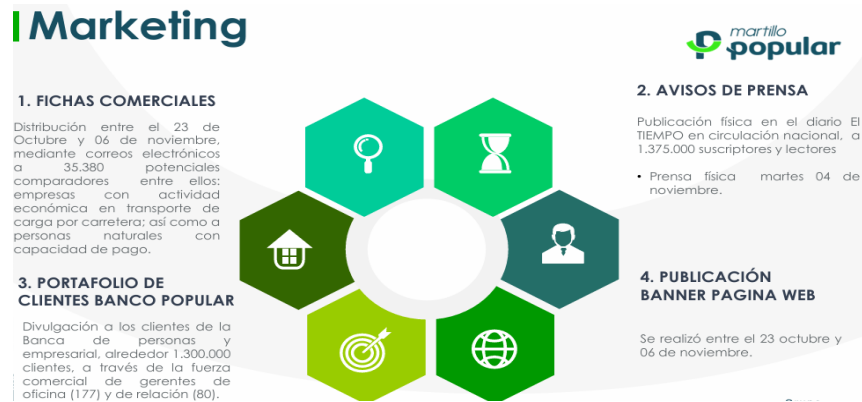 Marketing
martillo
popular
1. FICHAS COMERCIALES
Distribución entre el 23 de
Octubre y 06 de noviembre,
mediante correos electrónicos
a 35.380 potenciales
comparadores entre ellos:
empresas con actividad
económica en transporte de
carga por carretera; así como a
personas naturales con
capacidad de pago.
2. AVISOS DE PRENSA
Publicación física en el diario El
TIEMPO en circulación nacional, a
1.375.000 suscriptores y lectores
• Prensa física martes 04 de
noviembre.
3. PORTAFOLIO DE
CLIENTES BANCO POPULAR
Divulgación a los clientes de la
Banca de personas y
empresarial, alrededor 1.300.000
clientes, a través de la fuerza
comercial de gerentes de
oficina (177) y de relación (80).
4. PUBLICACIÓN
BANNER PAGINA WEB
Se realizó entre el 23 octubre y
06 de noviembre.